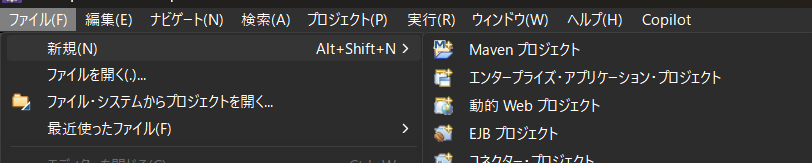 ファイル(F) 編集(E) ナビゲート(N) 検索(A) プロジェクト(P) 実行(R) ウィンドウ(W) ヘルプ(H) Copilot
新規(N) Alt+Shift+N
ファイルを開く(.)...
ファイル・システムからプロジェクトを開く...
最近使ったファイル(F)
Maven プロジェクト
エンタープライズ・アプリケーション・プロジェクト
動的 Web プロジェクト
EJB プロジェクト
コネクター・プロジェクト